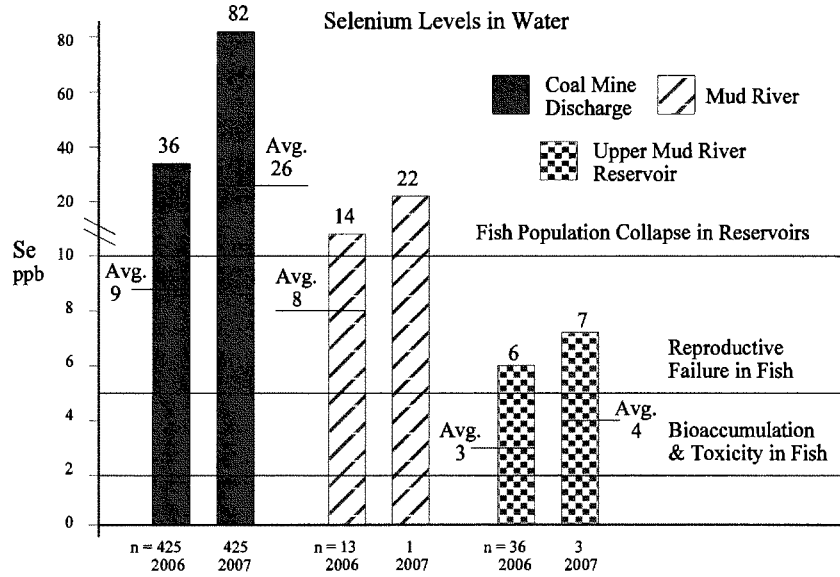 Selenium Levels in Water
Coal Mine
Discharge
Mud River
Upper Mud River
Reservoir
Se
ppb
80
60
40
20
10
8
6
4
2
0
36
82
Avg.
9
Avg.
26
14
22
Avg.
8
6
7
Avg.
3
Avg.
4
Fish Population Collapse in Reservoirs
Reproductive
Failure in Fish
Bioaccumulation
& Toxicity in Fish
n = 425 425 n = 13 1 n = 36 3
2006 2007 2006 2007 2006 2007